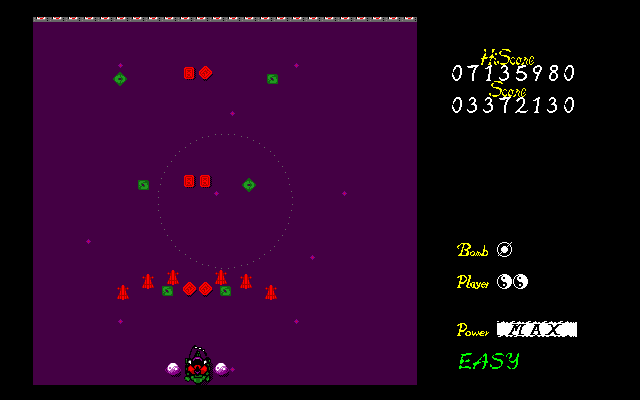 HiScore
07135980
Score
03372130
Bomb
Player
Power MAX
EASY